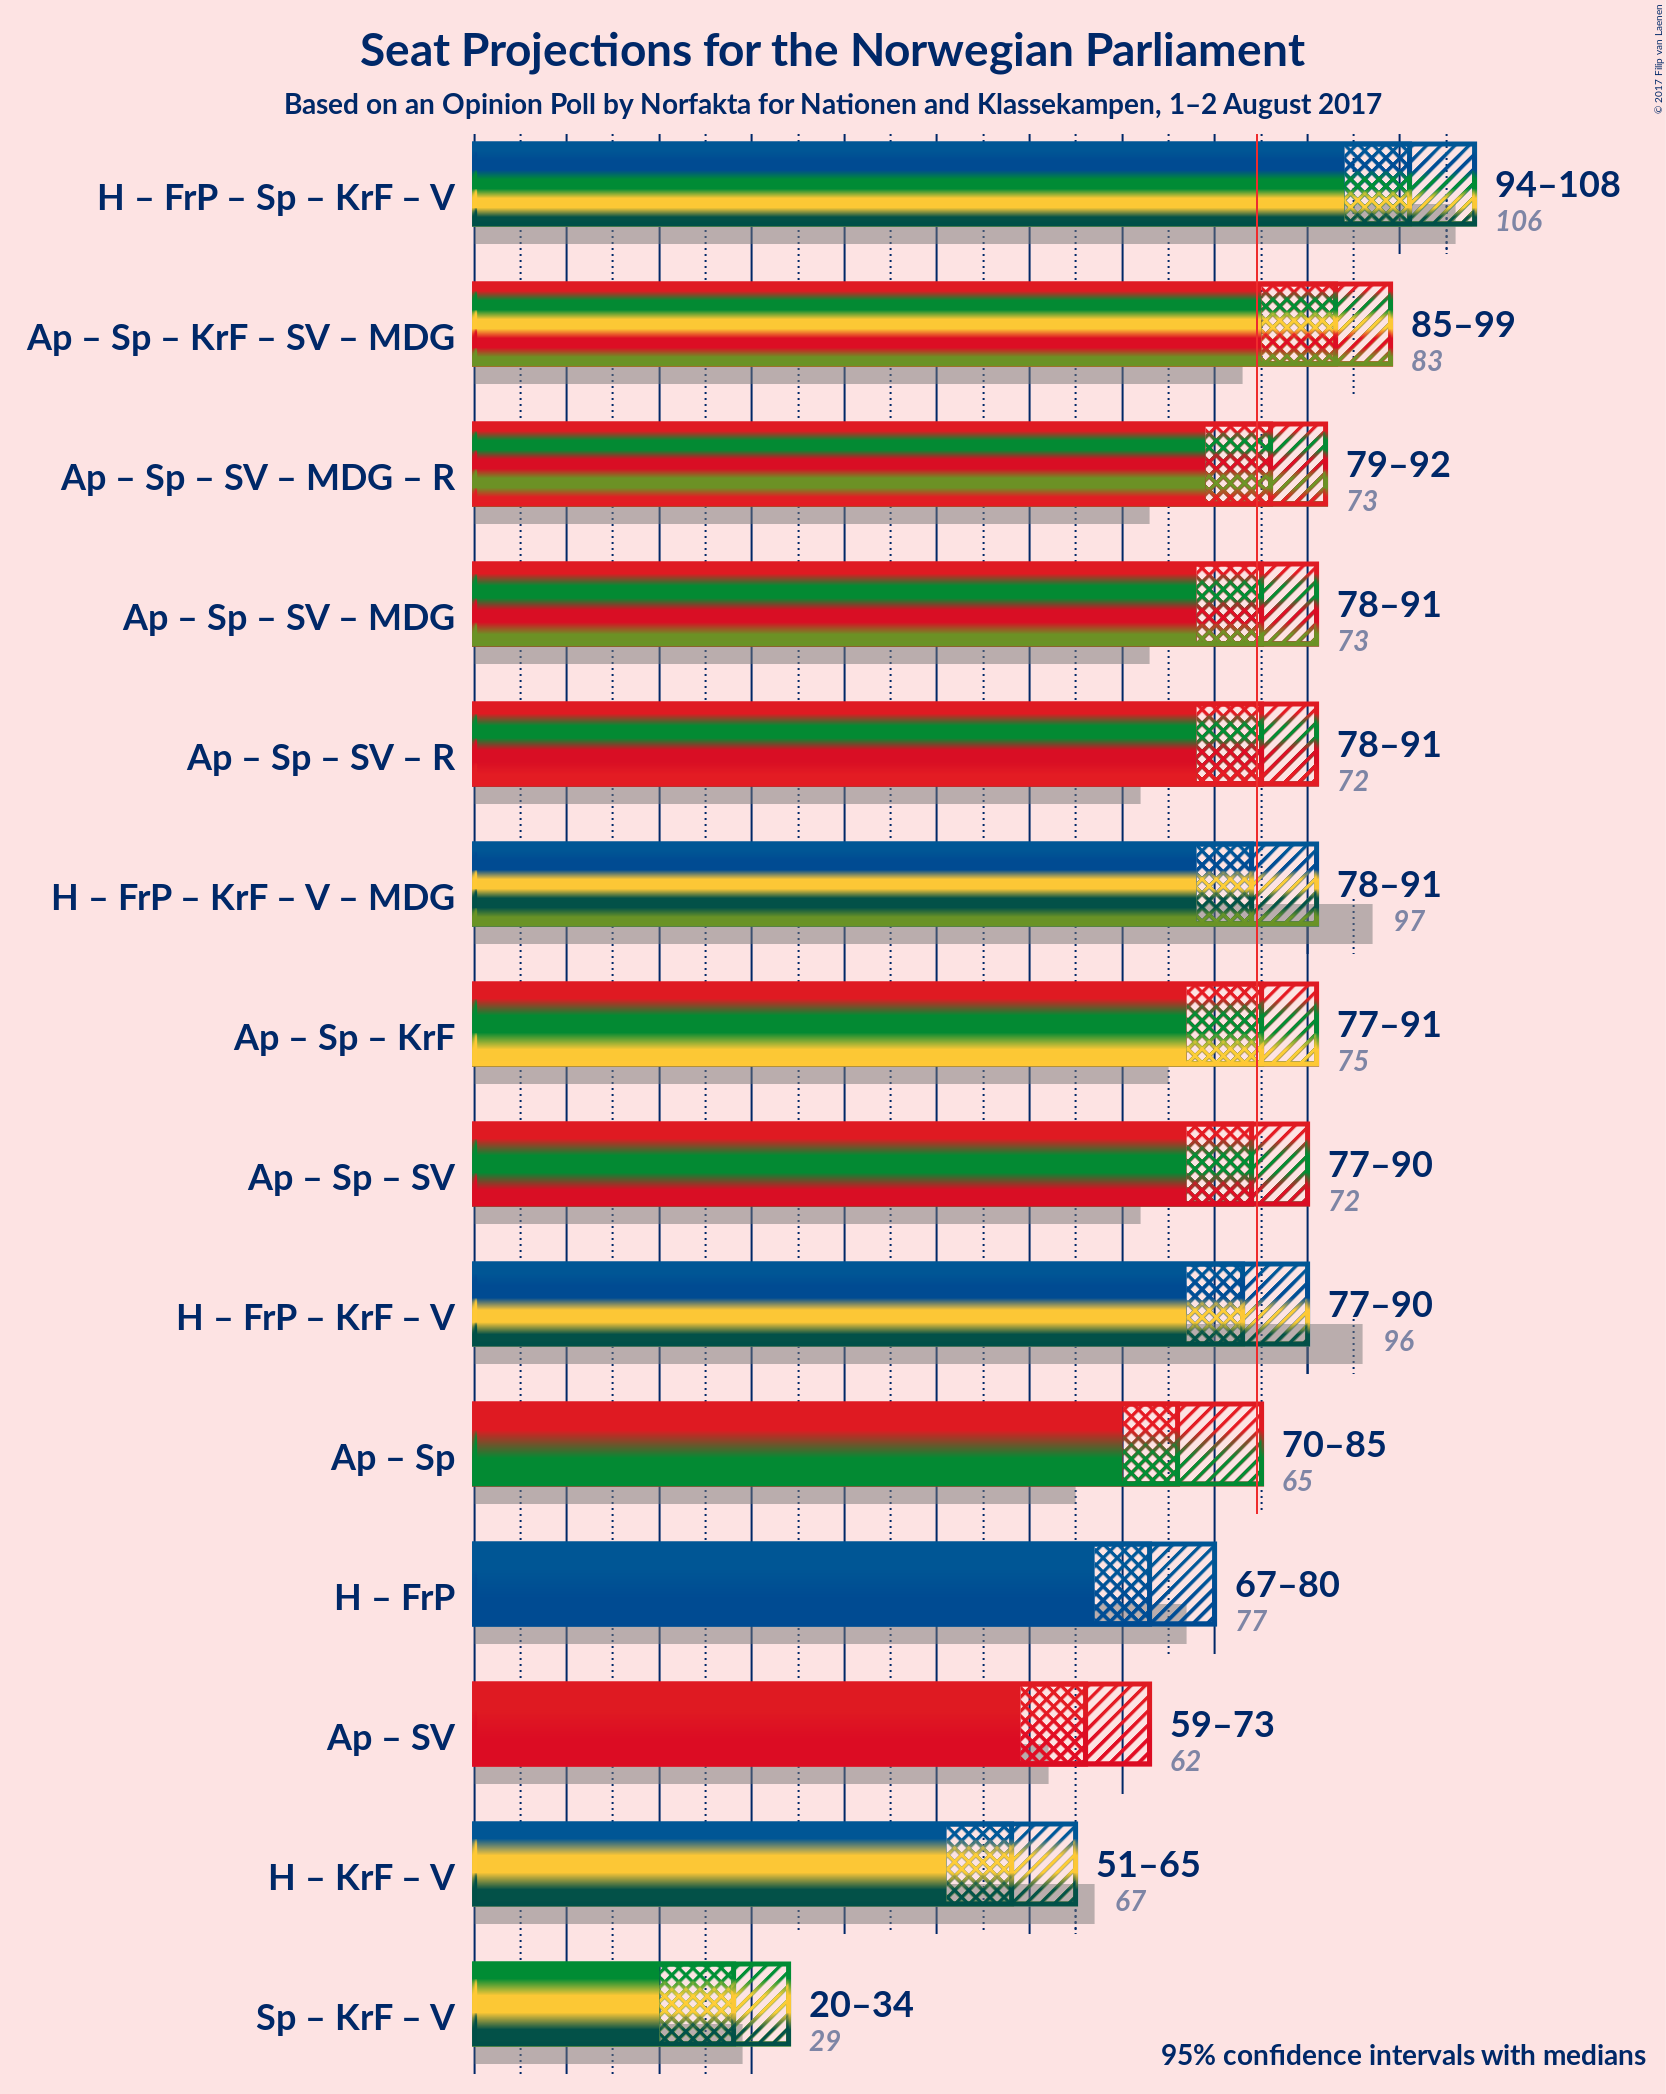 Seat Projections for the Norwegian Parliament
Based on an Opinion Poll by Norfakta for Nationen and Klassekampen, 1–2 August 2017
© 2017 Filip van Laenen
H – FrP – Sp – KrF – V
94–108
106
Ap – Sp – KrF – SV – MDG
85–99
83
Ap – Sp – SV – MDG – R
79–92
73
Ap – Sp – SV – MDG
78–91
73
Ap – Sp – SV – R
78–91
72
H – FrP – KrF – V – MDG
78–91
97
Ap – Sp – KrF
77–91
75
Ap – Sp – SV
77–90
72
H – FrP – KrF – V
77–90
96
Ap – Sp
70–85
65
H – FrP
67–80
77
Ap – SV
59–73
62
H – KrF – V
51–65
67
Sp – KrF – V
20–34
29
95% confidence intervals with medians